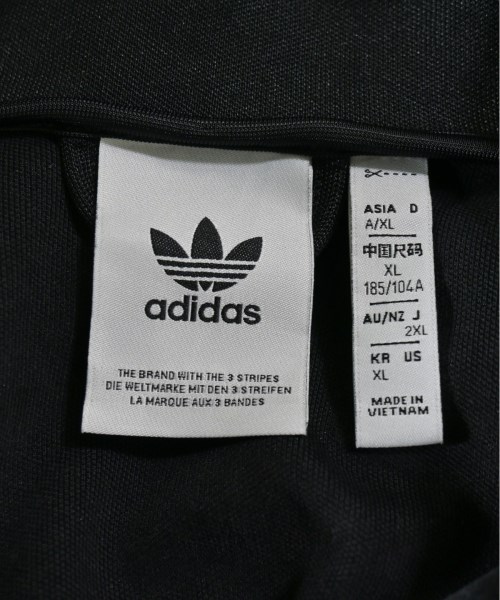 adidas
THE BRAND WITH THE 3 STRIPES
DIE WELTMARKE MIT DEN 3 STREIFEN
LA MARQUE AUX 3 BANDES
ASIA D
A/XL
中国尺码
XL
185/104A
AU/NZ J
2XL
KR US
XL
MADE IN
VIETNAM